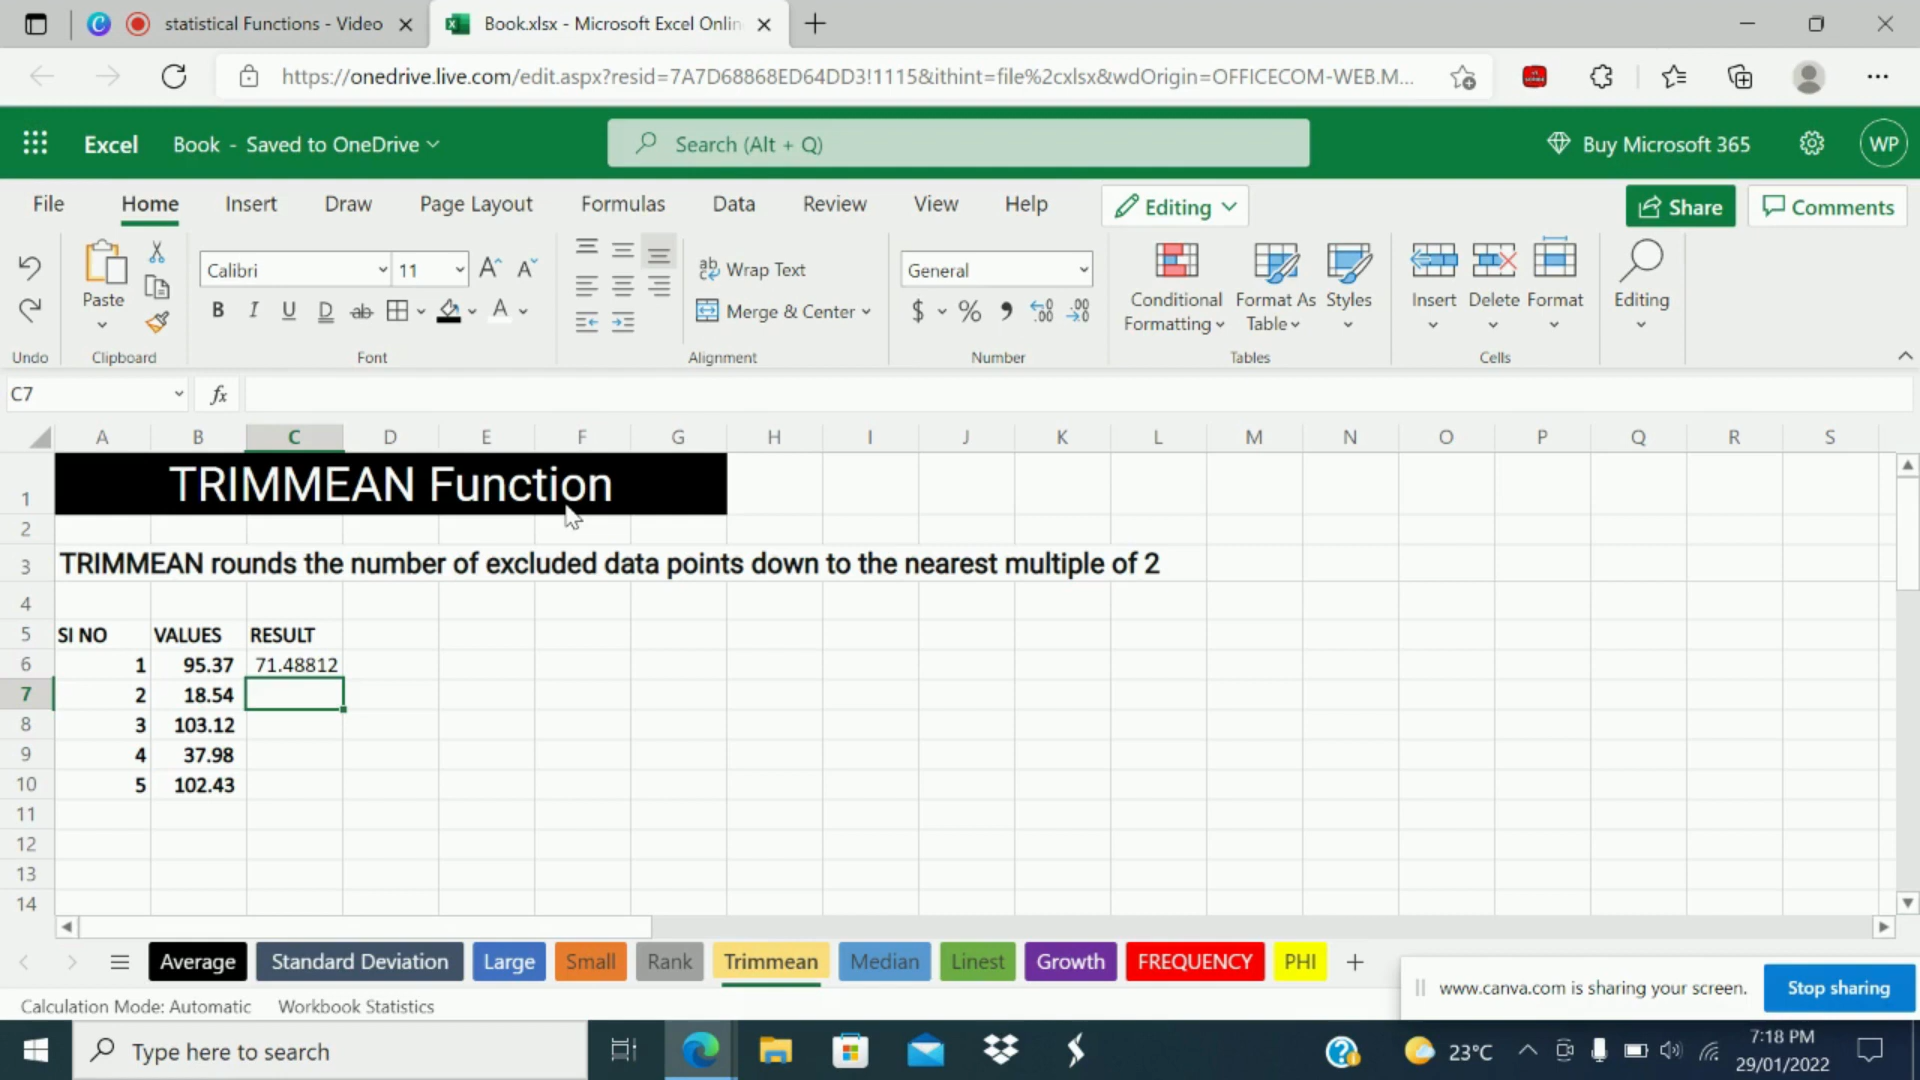 statistical Functions - Video
Book.xlsx - Microsoft Excel Onlin
https://onedrive.live.com/edit.aspx?resid=7A7D68868ED64DD3!1115&ithint=file%2cxlsx&wdOrigin=OFFICECOM-WEB.M...
Excel Book - Saved to OneDrive
Search (Alt + Q)
Buy Microsoft 365
WP
File Home Insert Draw Page Layout Formulas Data Review View Help Editing Share Comments
Calibri 11 Wrap Text General
Paste Conditional Format As Styles Insert Delete Format Editing
B I U D ab A Merge & Center $ % Formatting Table
Undo Clipboard Font Alignment Number Tables Cells
C7 fx
A B C D E F G H I J K L M N O P Q R S
1 TRIMMEAN Function
2
3 TRIMMEAN rounds the number of excluded data points down to the nearest multiple of 2
4
5 SI NO VALUES RESULT
6 1 95.37 71.48812
7 2 18.54
8 3 103.12
9 4 37.98
10 5 102.43
11
12
13
14
Average Standard Deviation Large Small Rank Trimmean Median Linest Growth FREQUENCY PHI
www.canva.com is sharing your screen. Stop sharing
Calculation Mode: Automatic Workbook Statistics
Type here to search
23°C
7:18 PM
29/01/2022